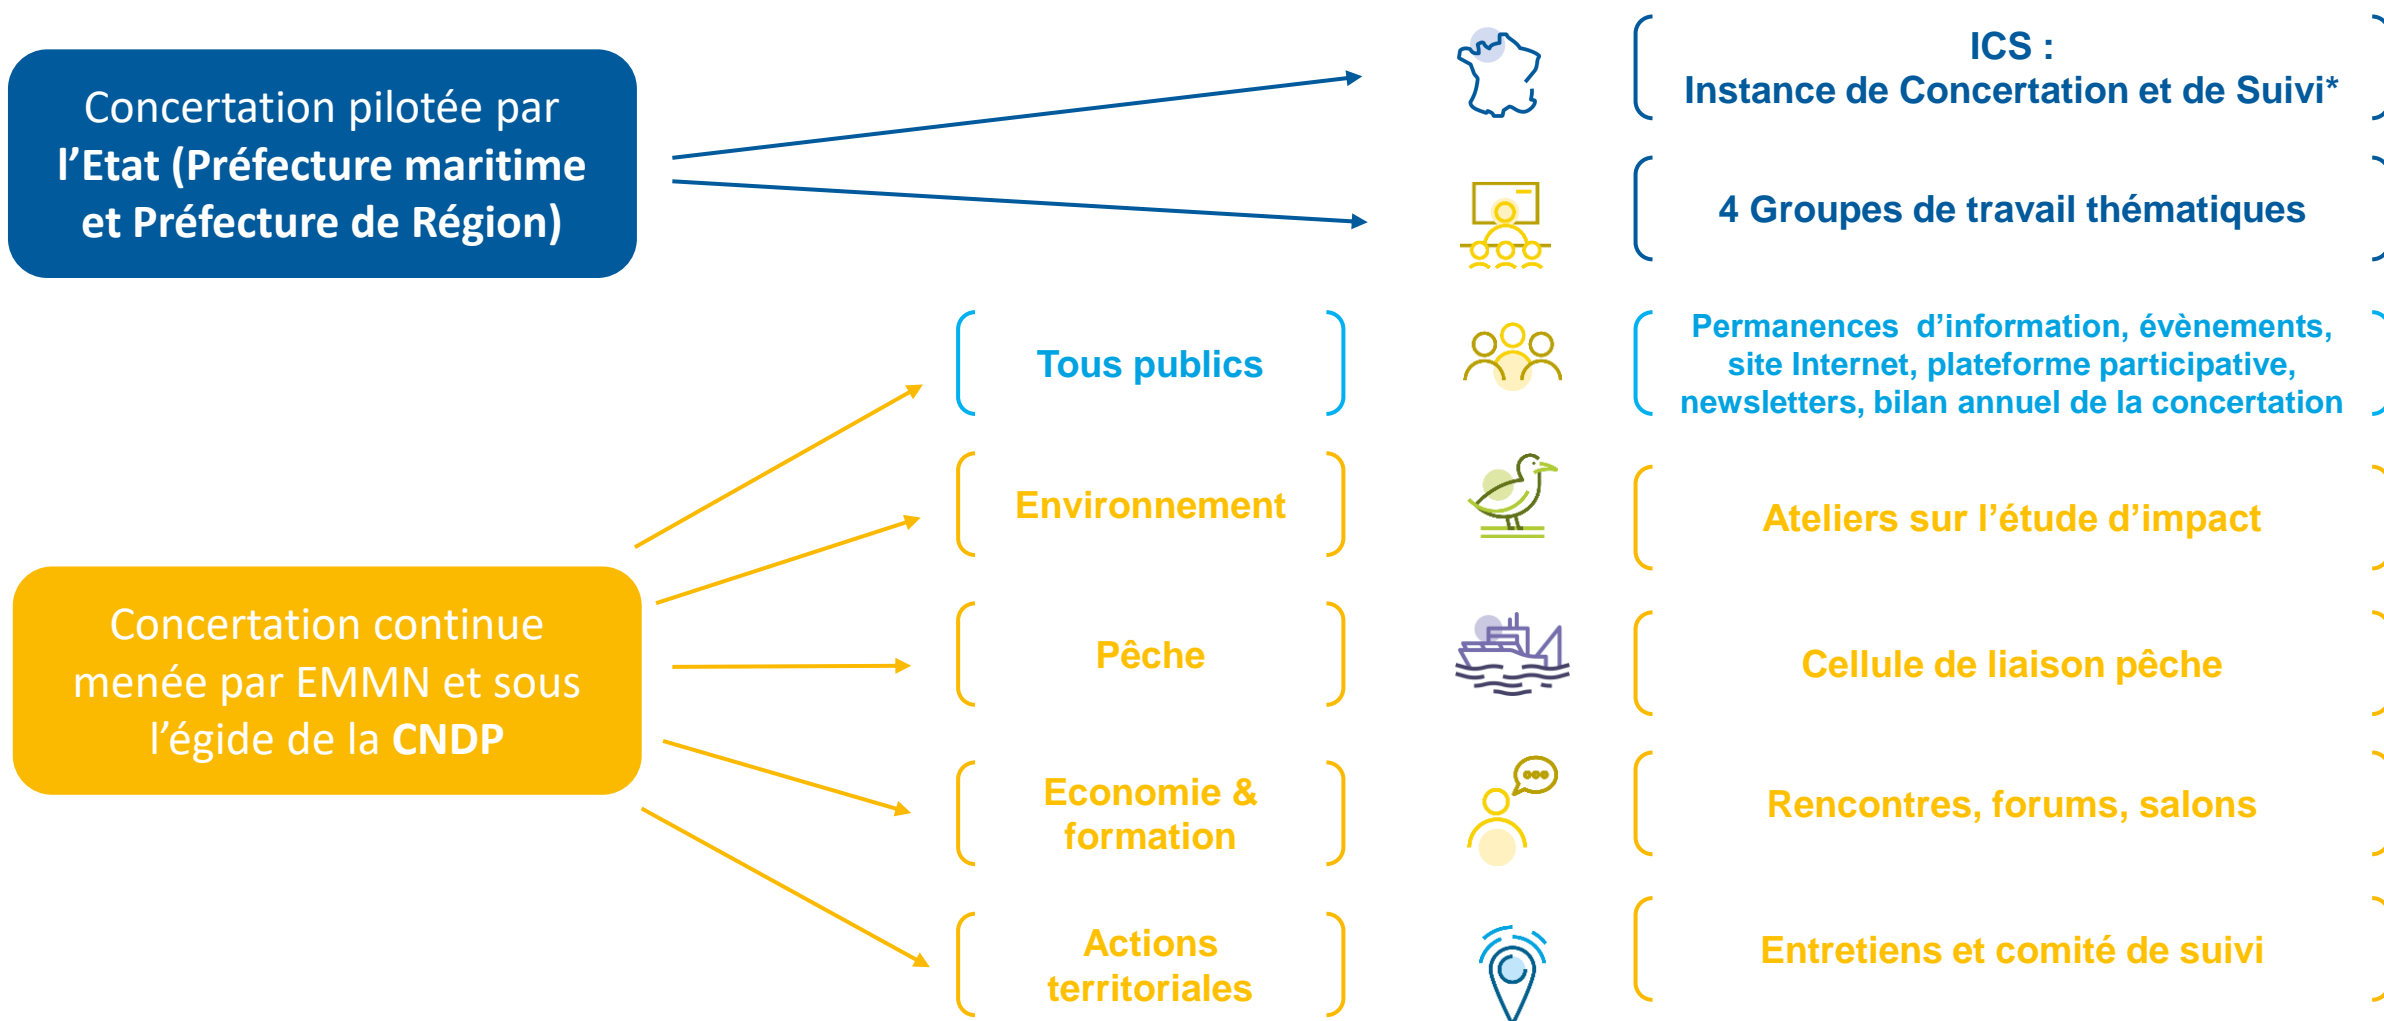 Concertation pilotée par
l’Etat (Préfecture maritime
et Préfecture de Région)
ICS :
Instance de Concertation et de Suivi*
4 Groupes de travail thématiques
Concertation continue
menée par EMMN et sous
l’égide de la CNDP
Tous publics
Permanences d’information, évènements,
site Internet, plateforme participative,
newsletters, bilan annuel de la concertation
Environnement
Ateliers sur l’étude d’impact
Pêche
Cellule de liaison pêche
Economie &
formation
Rencontres, forums, salons
Actions
territoriales
Entretiens et comité de suivi